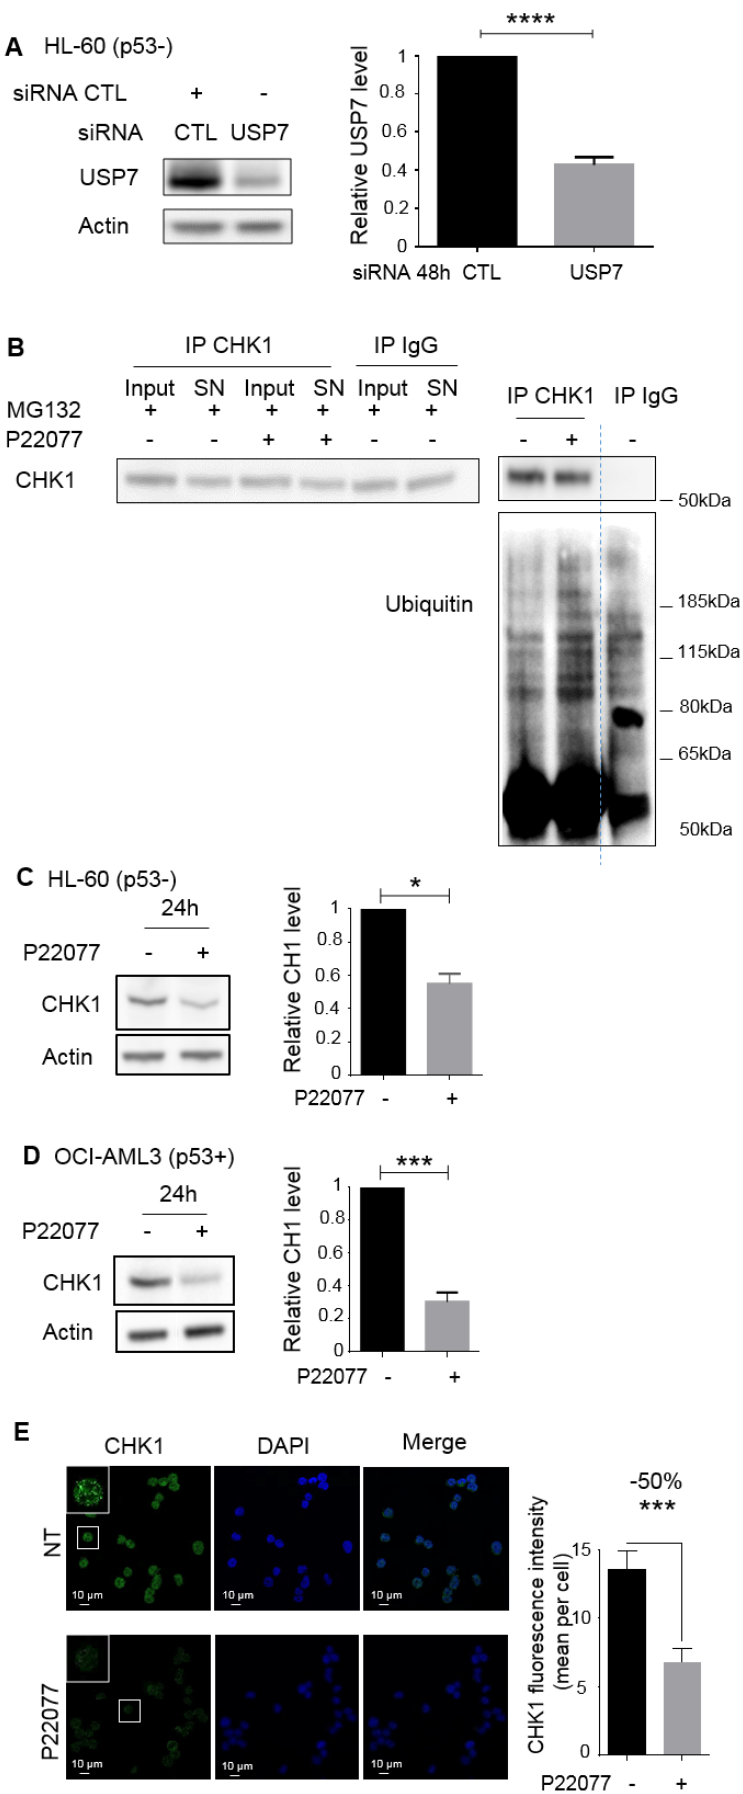 A HL-60 (p53-)
siRNA CTL + -
siRNA CTL USP7
USP7
Actin
****
Relative USP7 level
1
0.8
0.6
0.4
0.2
0
siRNA 48h CTL USP7
B
IP CHK1 IP IgG
Input SN Input SN Input SN
MG132 + + + + + +
P22077 - - + + - -
CHK1
IP CHK1 IP IgG
- + -
50kDa
Ubiquitin
185kDa
115kDa
80kDa
65kDa
50kDa
C HL-60 (p53-)
24h
P22077 - +
CHK1
Actin
*
Relative CH1 level
1
0.8
0.6
0.4
0.2
0
P22077 - +
D OCI-AML3 (p53+)
24h
P22077 - +
CHK1
Actin
***
Relative CH1 level
1
0.8
0.6
0.4
0.2
0
P22077 - +
E
CHK1 DAPI Merge
NT
10 µm 10 µm 10 µm
P22077
10 µm 10 µm 10 µm
-50%
***
CHK1 fluorescence intensity
(mean per cell)
15
10
5
0
P22077 - +